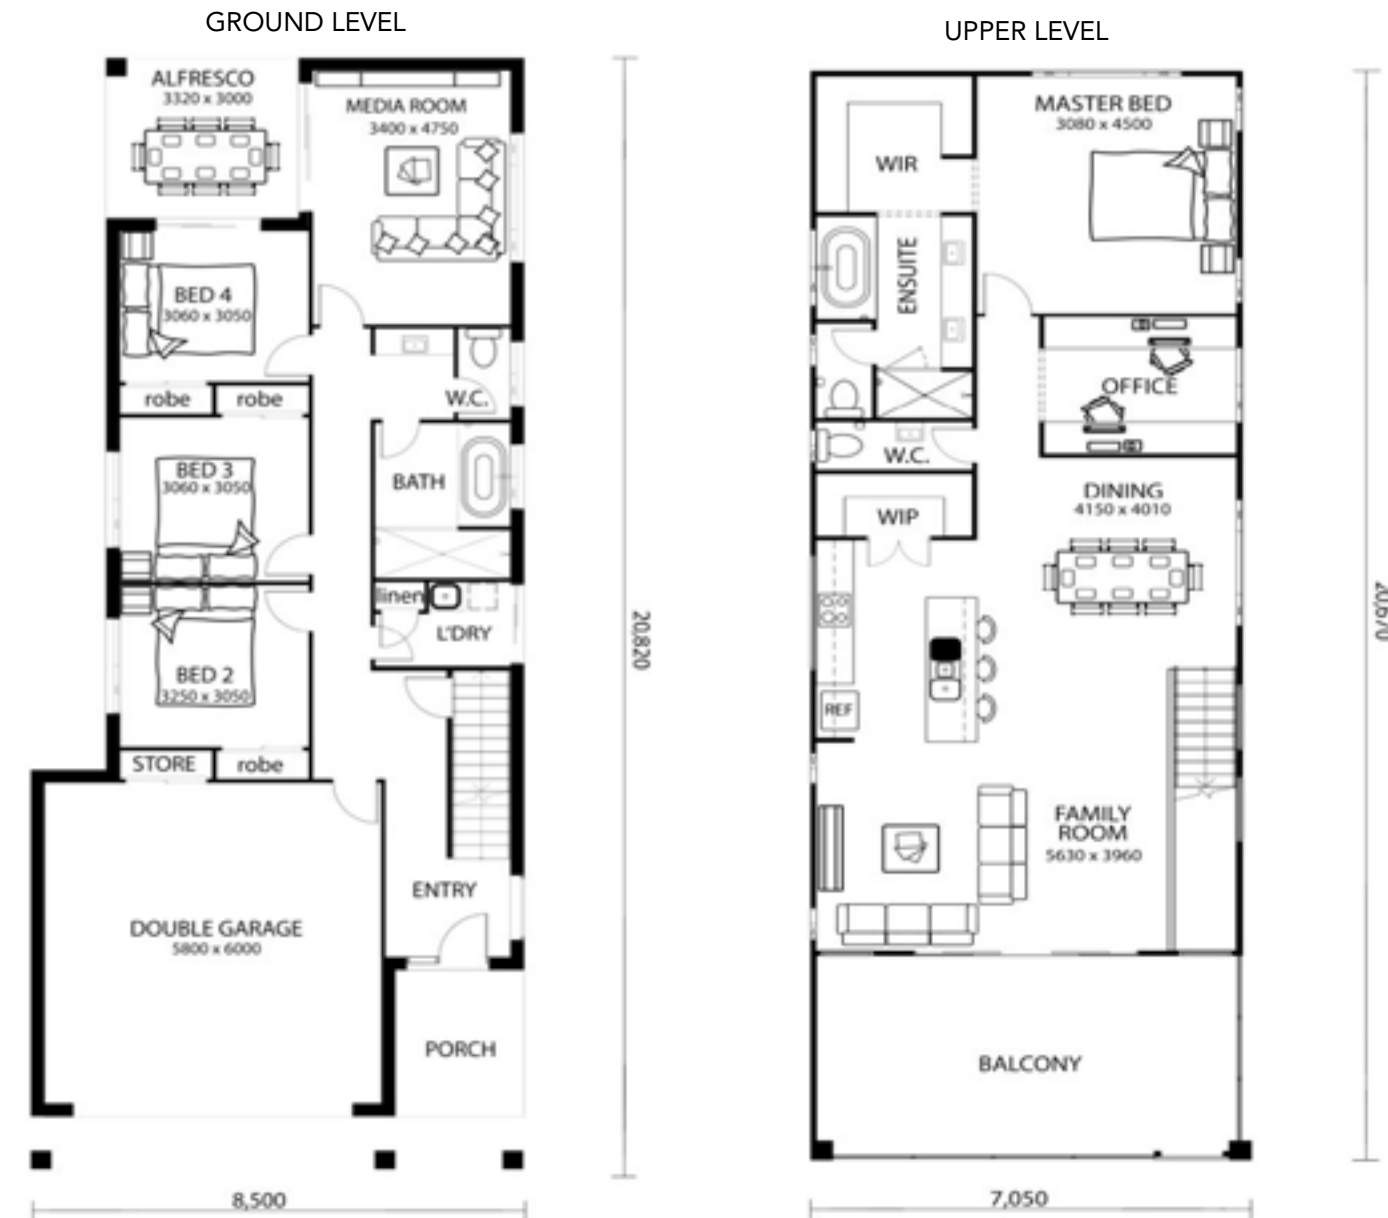 GROUND LEVEL
ALFRESCO
3320 x 3000
MEDIA ROOM
3400 x 4750
BED 4
3060 x 3050
robe
robe
W.C.
BED 3
3060 x 3050
BATH
linen
L'DRY
BED 2
3250 x 3050
STORE
robe
ENTRY
DOUBLE GARAGE
5800 x 6000
PORCH
20,820
8,500
UPPER LEVEL
MASTER BED
3080 x 4500
WIR
ENSUITE
OFFICE
W.C.
DINING
4150 x 4010
WIP
REF
FAMILY
ROOM
5630 x 3960
BALCONY
7,050